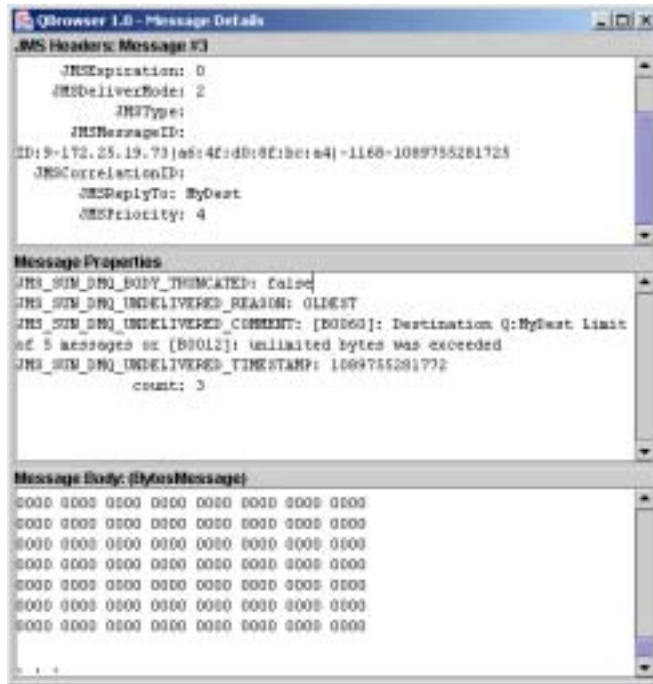 QBrowser 1.0 - Message Details
JMS Headers: Message #3
JMSExpiration: 0
JMSDeliverMode: 2
JMSType:
JMSMessageID:
ID:9-172.25.19.73(a6:4f:d0:8f:bc:a4)-1168-1089755281725
JMSCorrelationID:
JMSReplyTo: MyDest
JMSPriority: 4
Message Properties
JMS_SUN_DMQ_BODY_TRUNCATED: false
JMS_SUN_DMQ_UNDELIVERED_REASON: OLDEST
JMS_SUN_DMQ_UNDELIVERED_COMMENT: [B0060]: Destination Q:MyDest Limit
of 5 messages or [B0012]: unlimited bytes was exceeded
JMS_SUN_DMQ_UNDELIVERED_TIMESTAMP: 1089755281772
count: 3
Message Body: (BytesMessage)
0000 0000 0000 0000 0000 0000 0000 0000
0000 0000 0000 0000 0000 0000 0000 0000
0000 0000 0000 0000 0000 0000 0000 0000
0000 0000 0000 0000 0000 0000 0000 0000
0000 0000 0000 0000 0000 0000 0000 0000
0000 0000 0000 0000 0000 0000 0000 0000
0000 0000 0000 0000 0000 0000 0000 0000
. . .